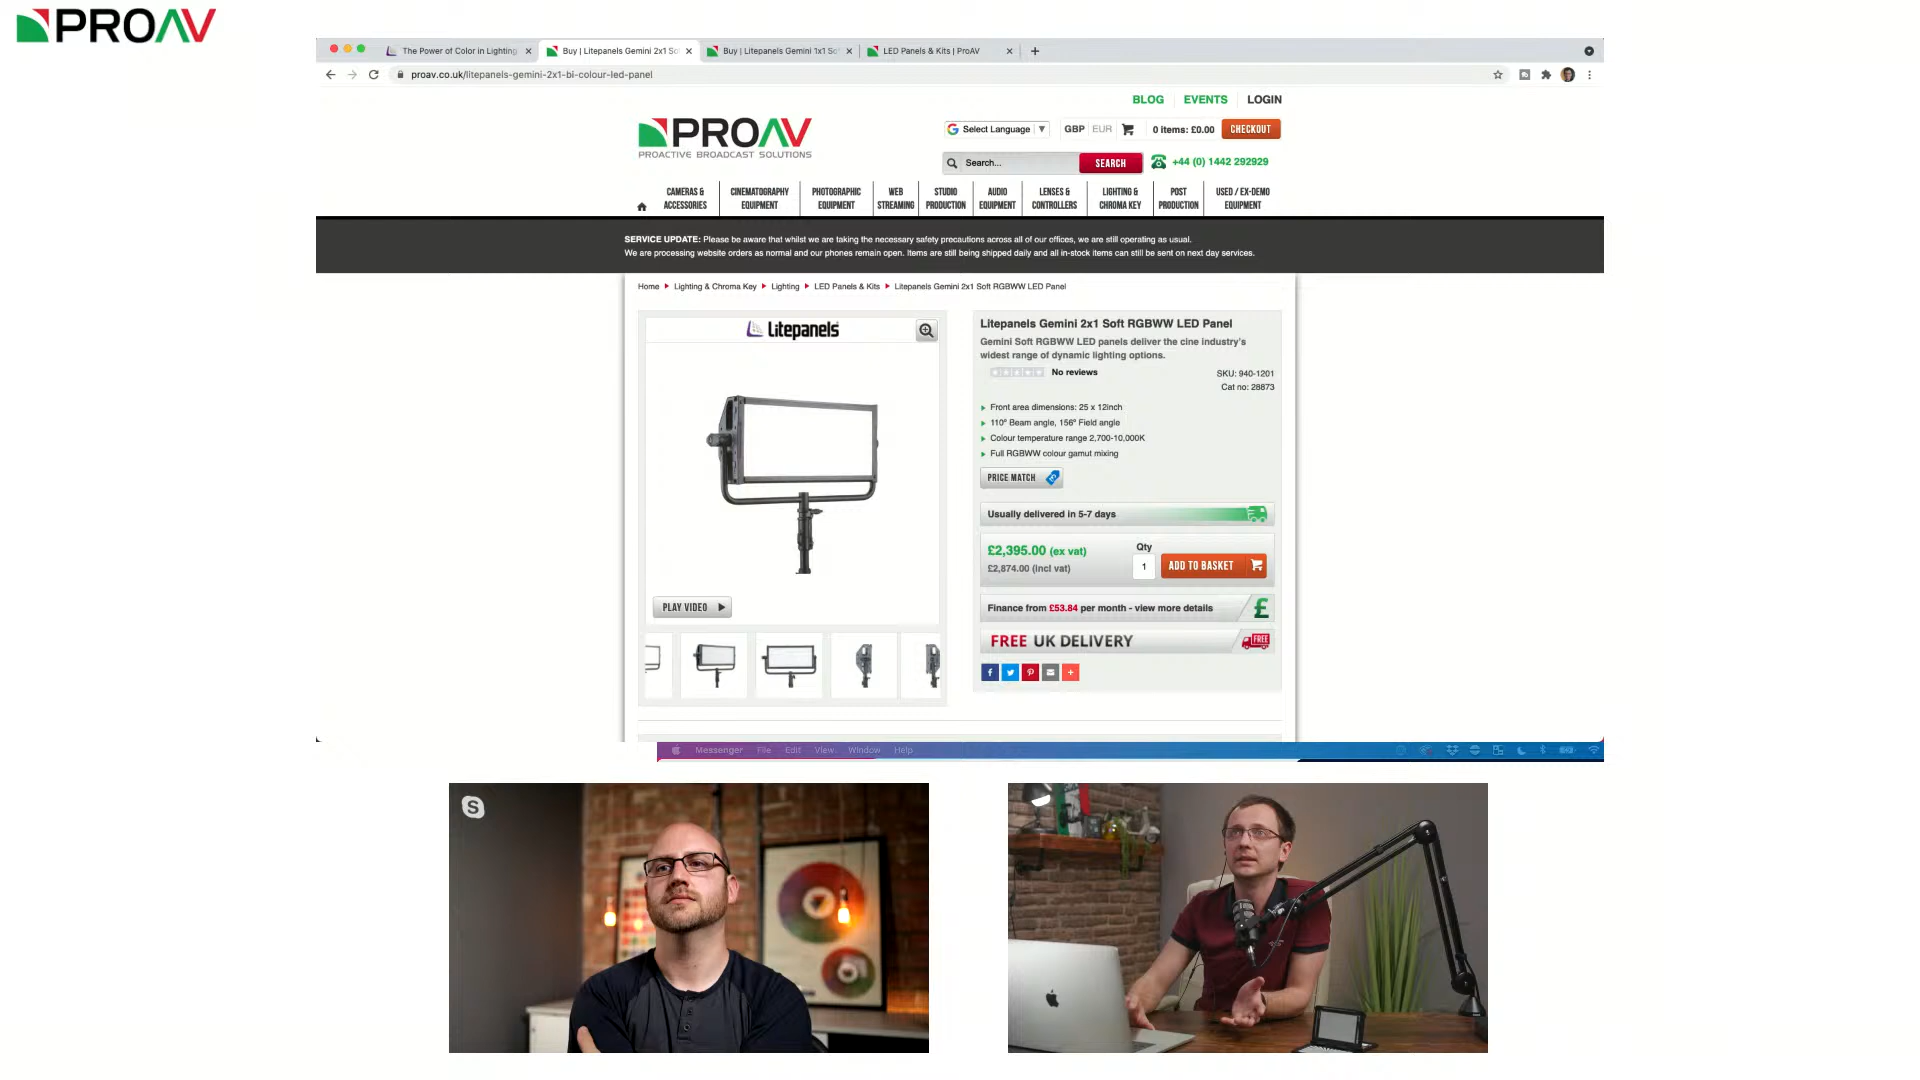 PROAV
The Power of Color in Lighting
Buy | Litepanels Gemini 2x1 So
Buy | Litepanels Gemini 1x1 So
LED Panels & Kits | ProAV
proav.co.uk/litepanels-gemini-2x1-bi-colour-led-panel
BLOG EVENTS LOGIN
PROAV
PROACTIVE BROADCAST SOLUTIONS
Select Language ▼ GBP EUR 0 items: £0.00 CHECKOUT
Search... SEARCH +44 (0) 1442 292929
CAMERAS & ACCESSORIES
CINEMATOGRAPHY EQUIPMENT
PHOTOGRAPHIC EQUIPMENT
WEB STREAMING
STUDIO PRODUCTION
AUDIO EQUIPMENT
LENSES & CONTROLLERS
LIGHTING & CHROMA KEY
POST PRODUCTION
USED / EX-DEMO EQUIPMENT
SERVICE UPDATE: Please be aware that whilst we are taking the necessary safety precautions across all of our offices, we are still operating as usual.
We are processing website orders as normal and our phones remain open. Items are still being shipped daily and all in-stock items can still be sent on next day services.
Home Lighting & Chroma Key Lighting LED Panels & Kits Litepanels Gemini 2x1 Soft RGBWW LED Panel
Litepanels
PLAY VIDEO
Litepanels Gemini 2x1 Soft RGBWW LED Panel
Gemini Soft RGBWW LED panels deliver the cine industry's
widest range of dynamic lighting options.
No reviews SKU: 940-1201
Cat no: 28873
Front area dimensions: 25 x 12inch
110° Beam angle, 156° Field angle
Colour temperature range 2,700-10,000K
Full RGBWW colour gamut mixing
PRICE MATCH
Usually delivered in 5-7 days
£2,395.00 (ex vat)
£2,874.00 (incl vat)
Qty
1
ADD TO BASKET
Finance from £53.84 per month - view more details £
FREE UK DELIVERY FREE
Messenger File Edit View Window Help
S